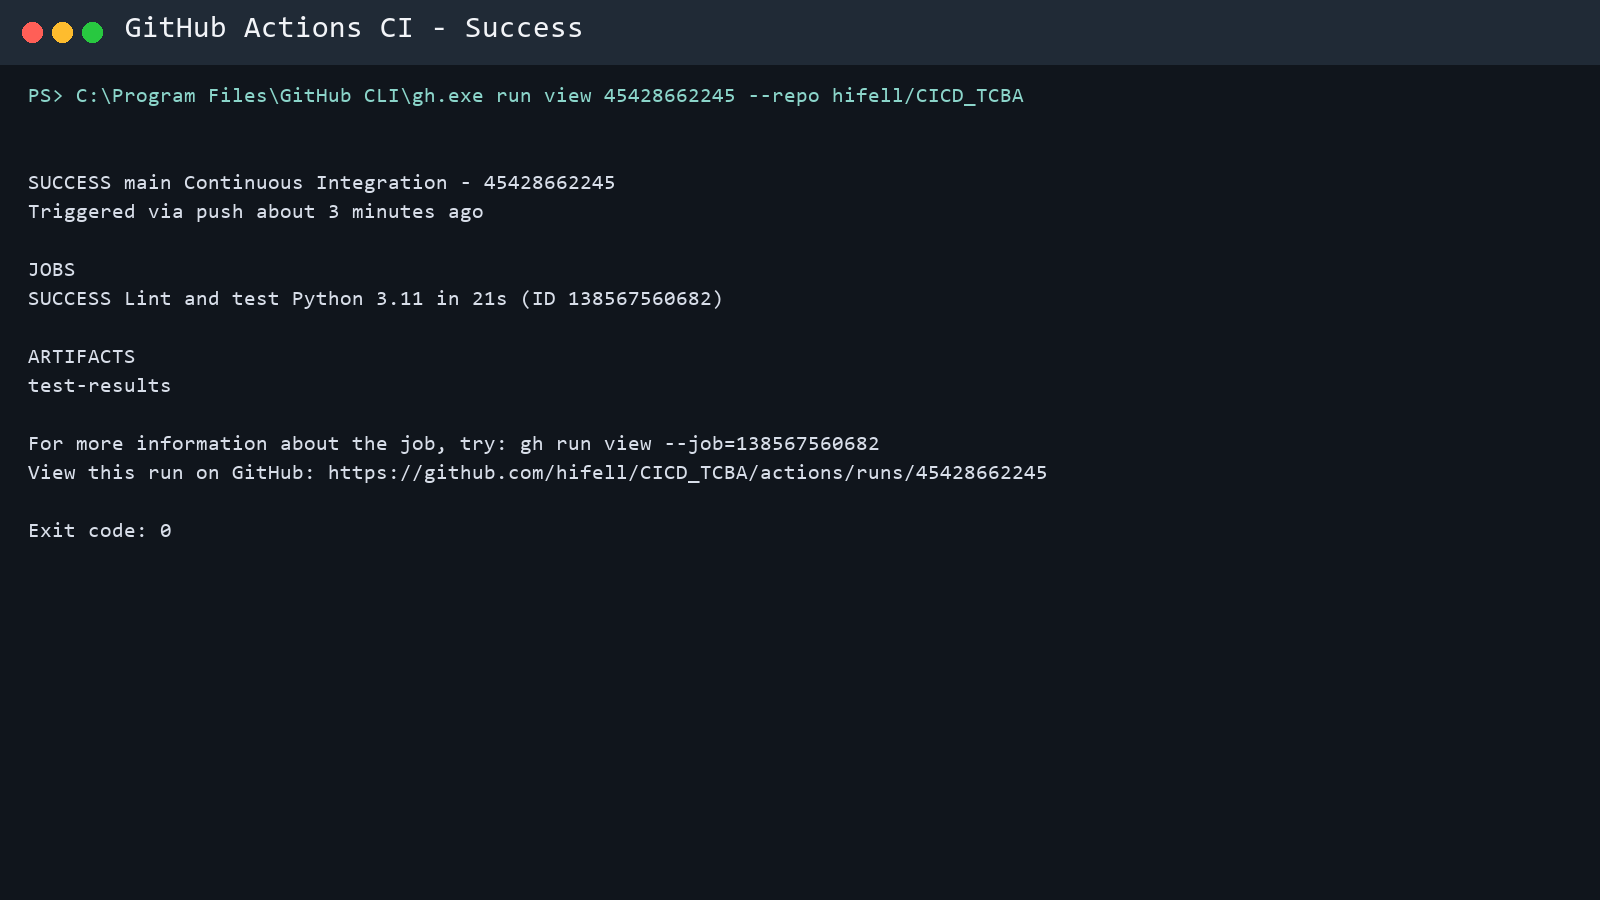 GitHub Actions CI - Success
PS> C:\Program Files\GitHub CLI\gh.exe run view 45428662245 --repo hifell/CICD_TCBA
SUCCESS main Continuous Integration - 45428662245
Triggered via push about 3 minutes ago
JOBS
SUCCESS Lint and test Python 3.11 in 21s (ID 138567560682)
ARTIFACTS
test-results
For more information about the job, try: gh run view --job=138567560682
View this run on GitHub: https://github.com/hifell/CICD_TCBA/actions/runs/45428662245
Exit code: 0